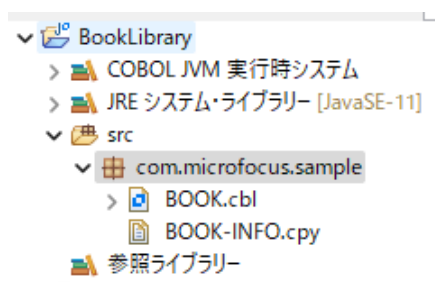 BookLibrary
COBOL JVM 実行時システム
JRE システム・ライブラリー [JavaSE-11]
src
com.microfocus.sample
BOOK.cbl
BOOK-INFO.cpy
参照ライブラリー